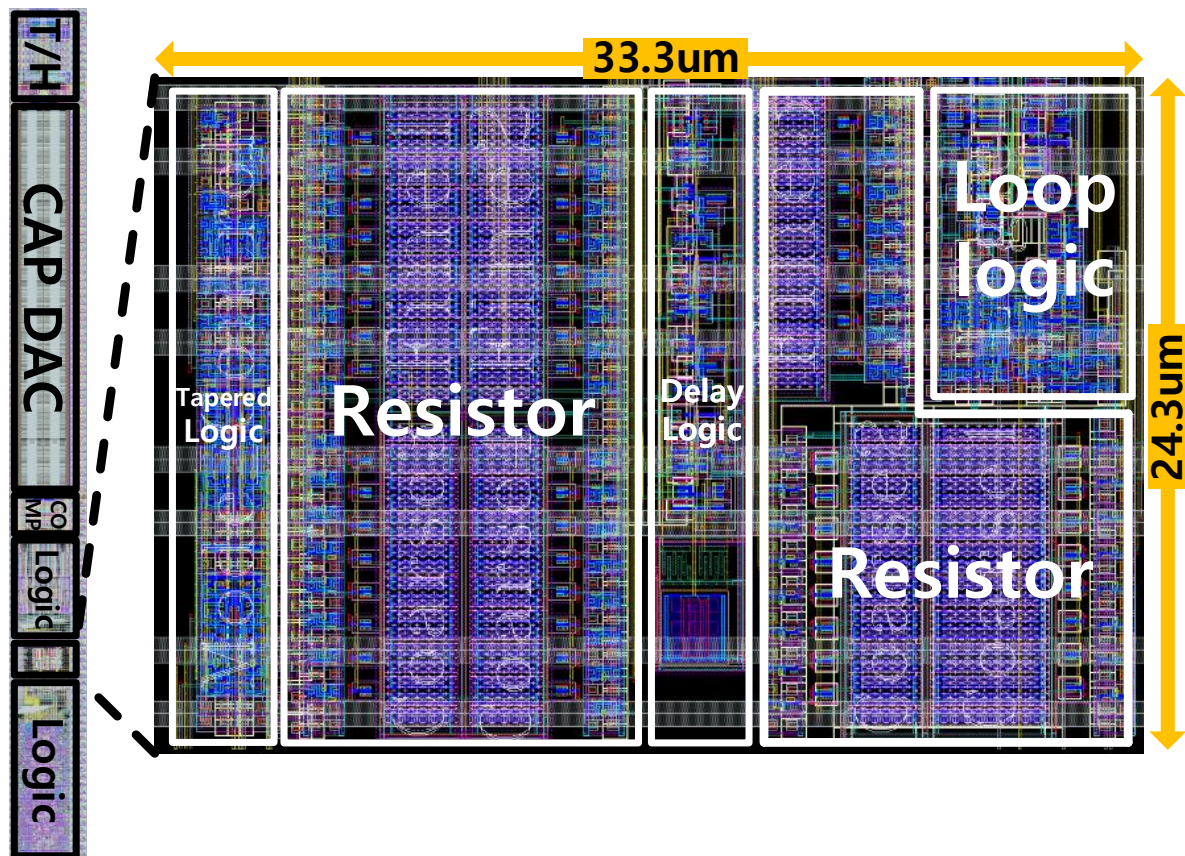 T/H
CAP DAC
CO
MP
Logic
Logic
33.3um
24.3um
Tapered
Logic
Resistor
Delay
Logic
Loop
logic
Resistor